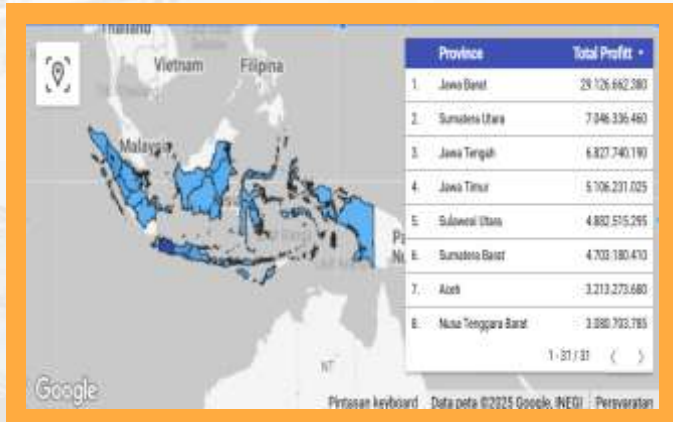 Thailand
Vietnam
Filipina
Malaysia
NT
Google
Pintasan keyboard Data peta ©2025 Google, INEGI Persyaratan
Province Total Profitt
1. Jawa Barat 29.126.662.380
2. Sumatera Utara 7.046.336.460
3. Jawa Tengah 6.827.740.190
4. Jawa Timur 5.106.231.025
5. Sulawesi Utara 4.882.515.295
6. Sumatera Barat 4.703.180.410
7. Aceh 3.213.273.680
8. Nusa Tenggara Barat 3.080.703.785
1-31/31